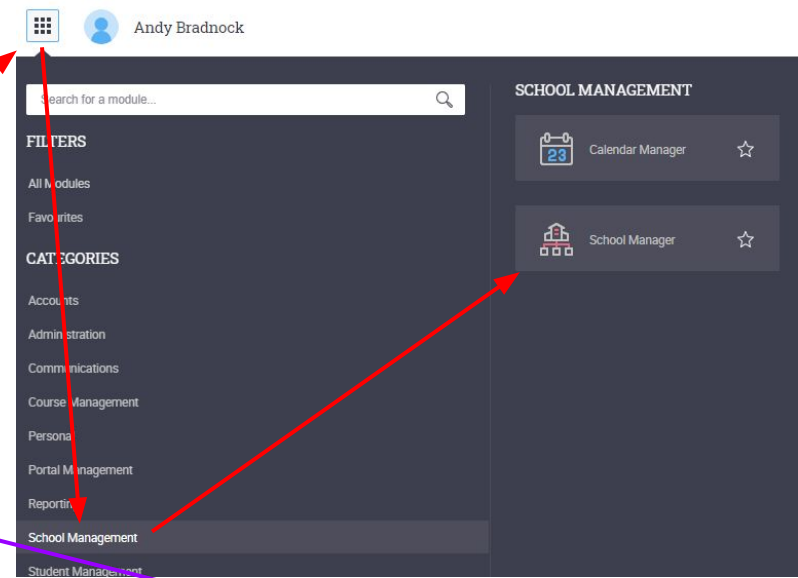 Andy Bradnock
Search for a module...
FILTERS
All Modules
Favourites
CATEGORIES
Accounts
Administration
Communications
Course Management
Personal
Portal Management
Reporting
School Management
Student Management
SCHOOL MANAGEMENT
23
Calendar Manager
School Manager